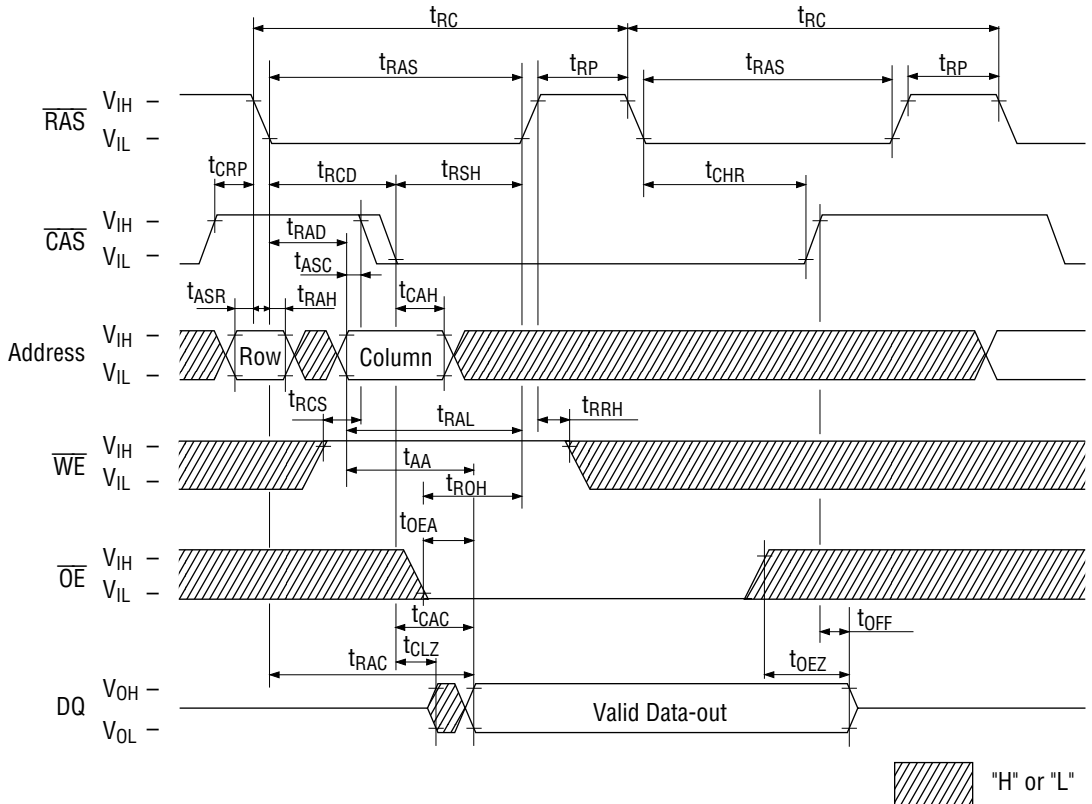 tRC tRC
tRAS tRP tRAS tRP
RAS VIH –
VIL –
tCRP tRCD tRSH tCHR
CAS VIH –
VIL –
tRAD
tASC
tASR tRAH tCAH
Address VIH –
VIL –
Row Column
tRCS tRAL tRRH
WE VIH –
VIL –
tAA
tROH
tOEA
OE VIH –
VIL –
tCAC
tOFF
tCLZ
tRAC tOEZ
DQ VOH –
VOL –
Valid Data-out
"H" or "L"